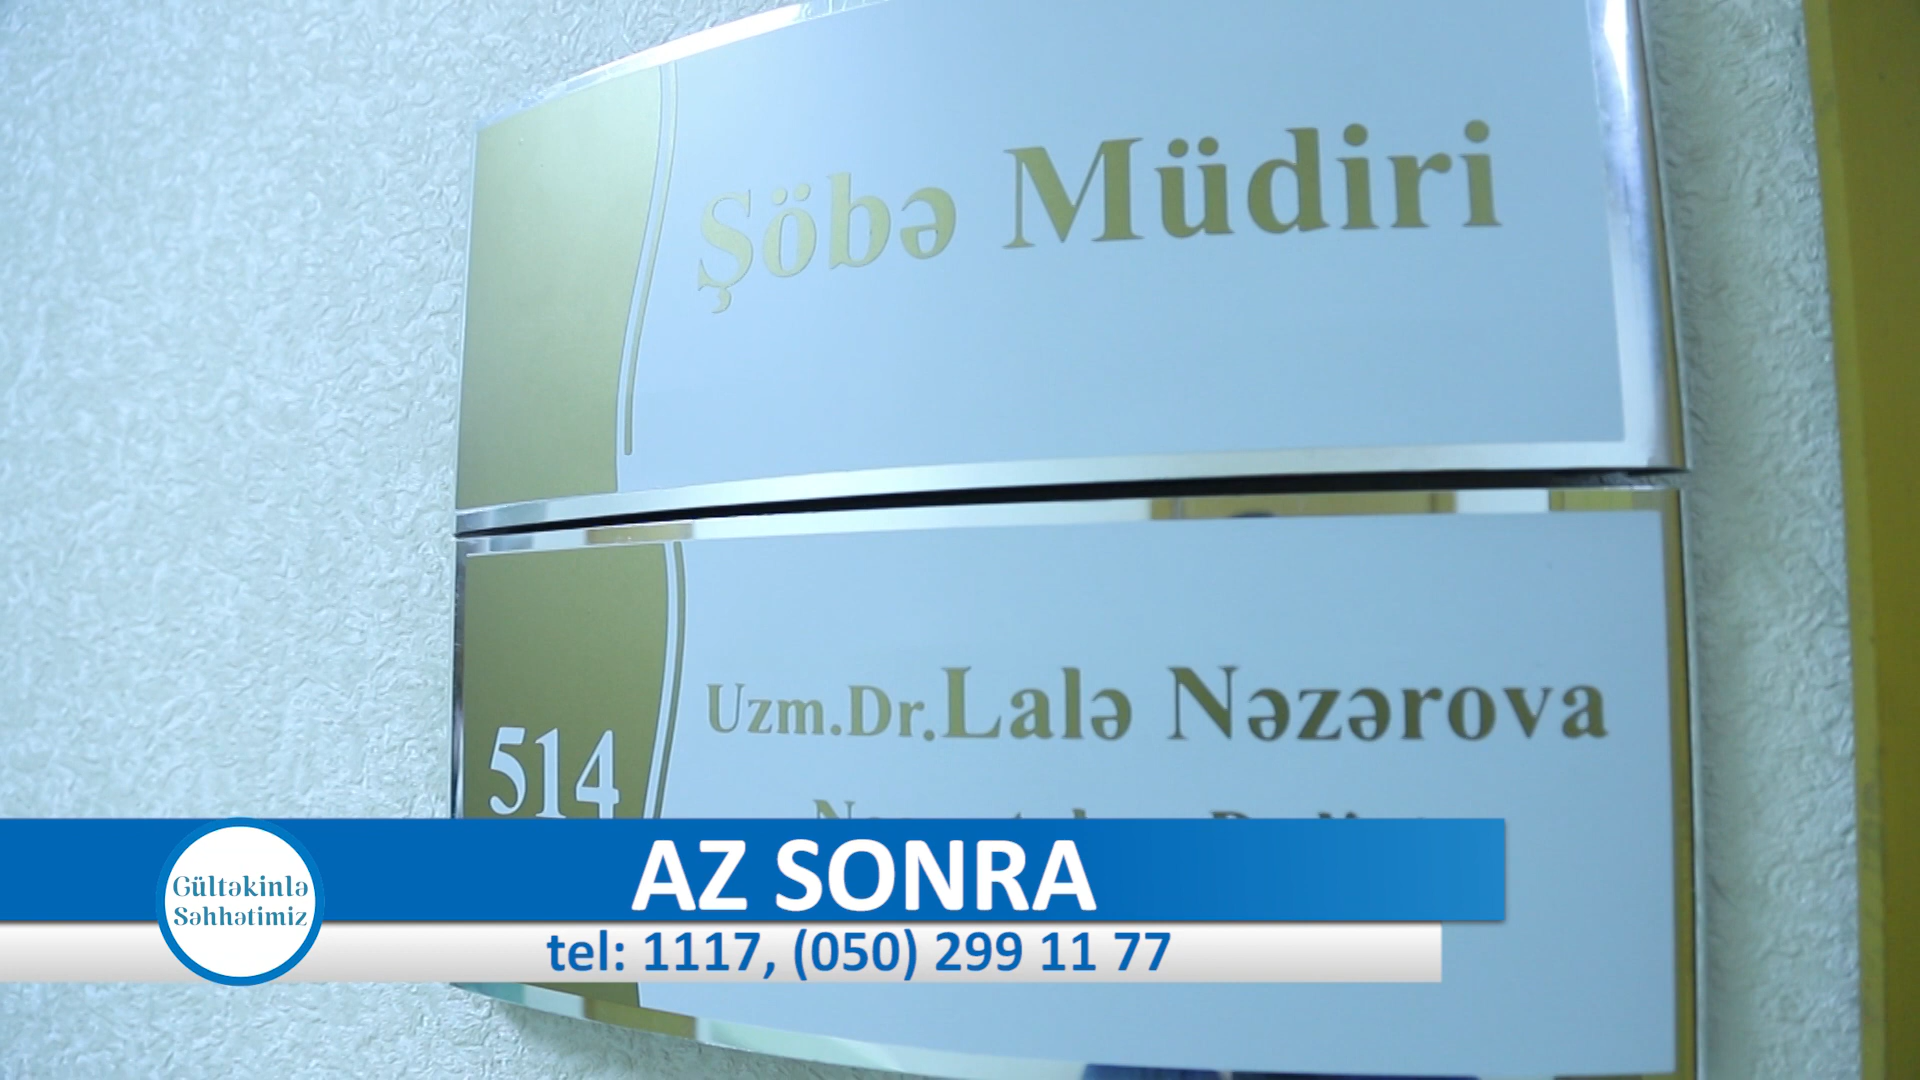 Şöbə Müdiri
Uzm.Dr.Lalə Nəzərova
514
AZ SONRA
Gültəkinlə
Səhhətimiz
tel: 1117, (050) 299 11 77